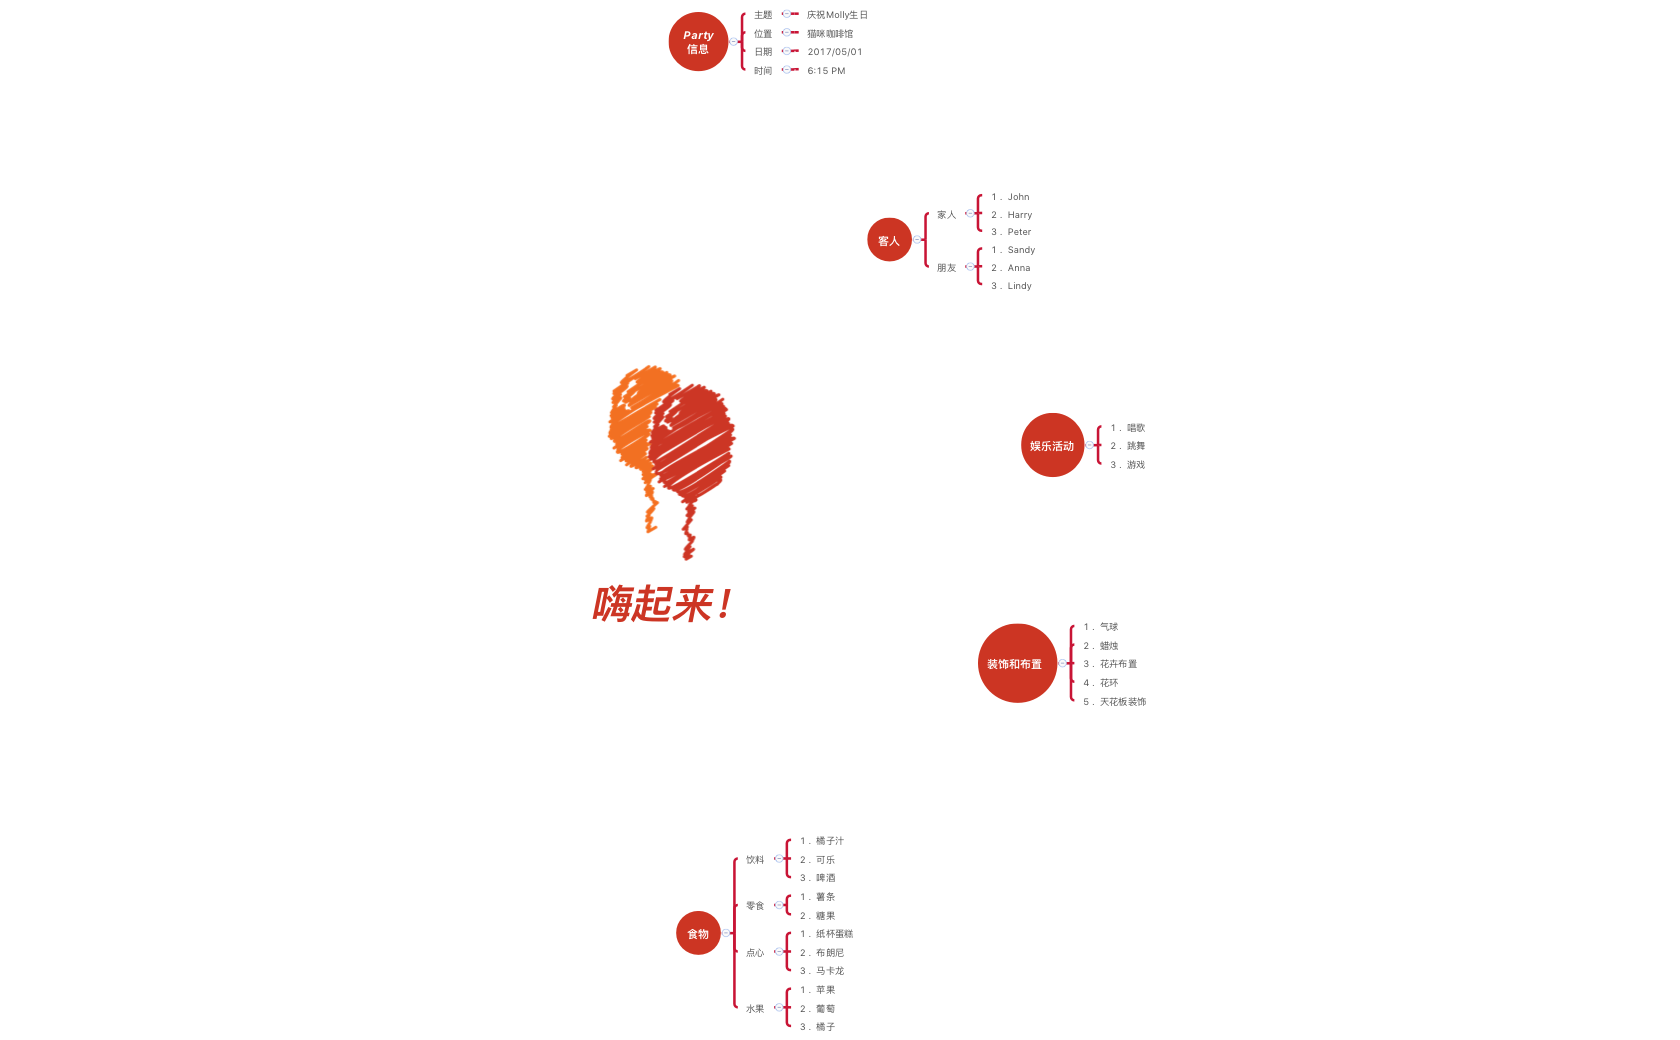 Party
信息
主题 庆祝Molly生日
位置 猫咪咖啡馆
日期 2017/05/01
时间 6:15 PM
客人
家人
1. John
2. Harry
3. Peter
朋友
1. Sandy
2. Anna
3. Lindy
娱乐活动
1. 唱歌
2. 跳舞
3. 游戏
嗨起来!
装饰和布置
1. 气球
2. 蜡烛
3. 花卉布置
4. 花环
5. 天花板装饰
食物
饮料
1. 橘子汁
2. 可乐
3. 啤酒
零食
1. 薯条
2. 糖果
点心
1. 纸杯蛋糕
2. 布朗尼
3. 马卡龙
水果
1. 苹果
2. 葡萄
3. 橘子